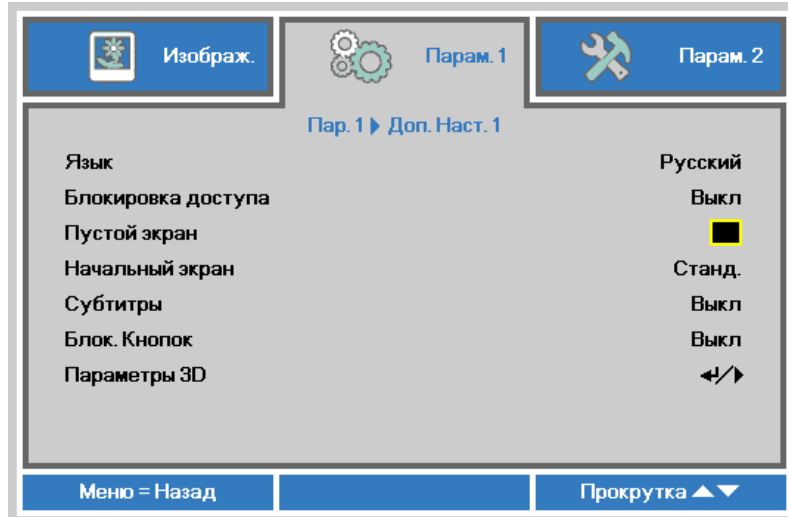 Изображ. Парам. 1 Парам. 2
Пар. 1 Доп. Наст. 1
Язык Русский
Блокировка доступа Выкл
Пустой экран
Начальный экран Станд.
Субтитры Выкл
Блок. Кнопок Выкл
Параметры 3D
Меню = Назад Прокрутка